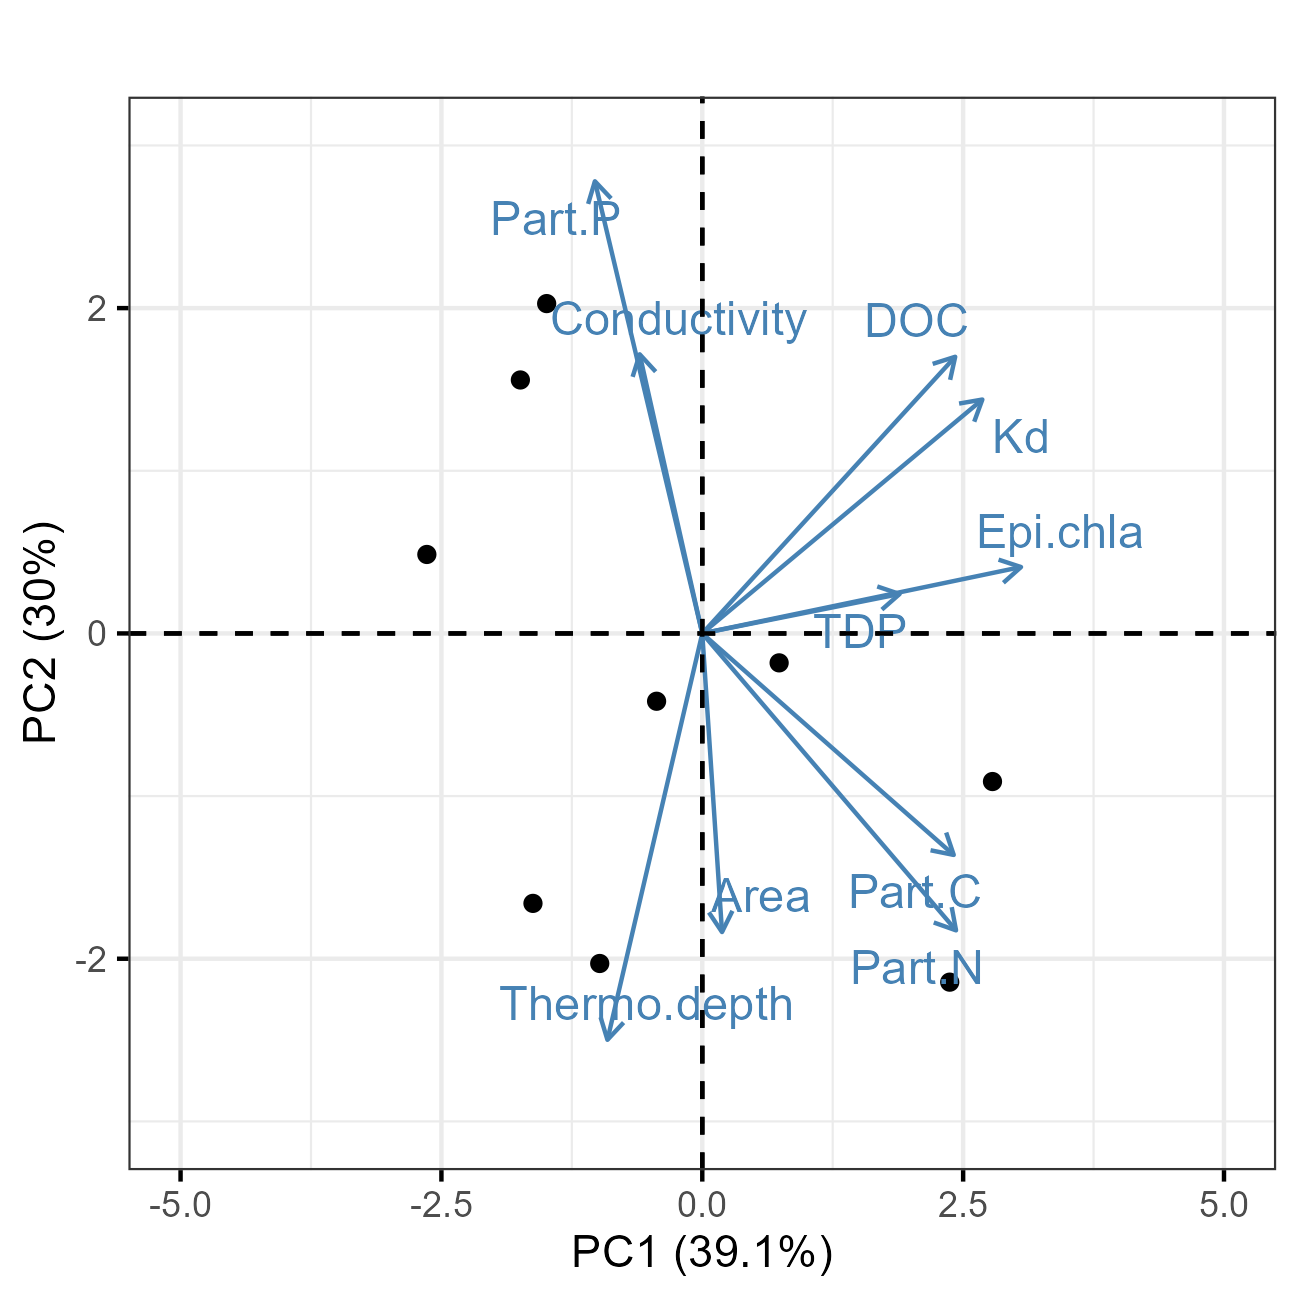 Part.P
Conductivity
DOC
Kd
Epi.chla
TDP
Area
Part.C
Part.N
Thermo.depth
2
0
-2
PC2 (30%)
-5.0
-2.5
0.0
2.5
5.0
PC1 (39.1%)